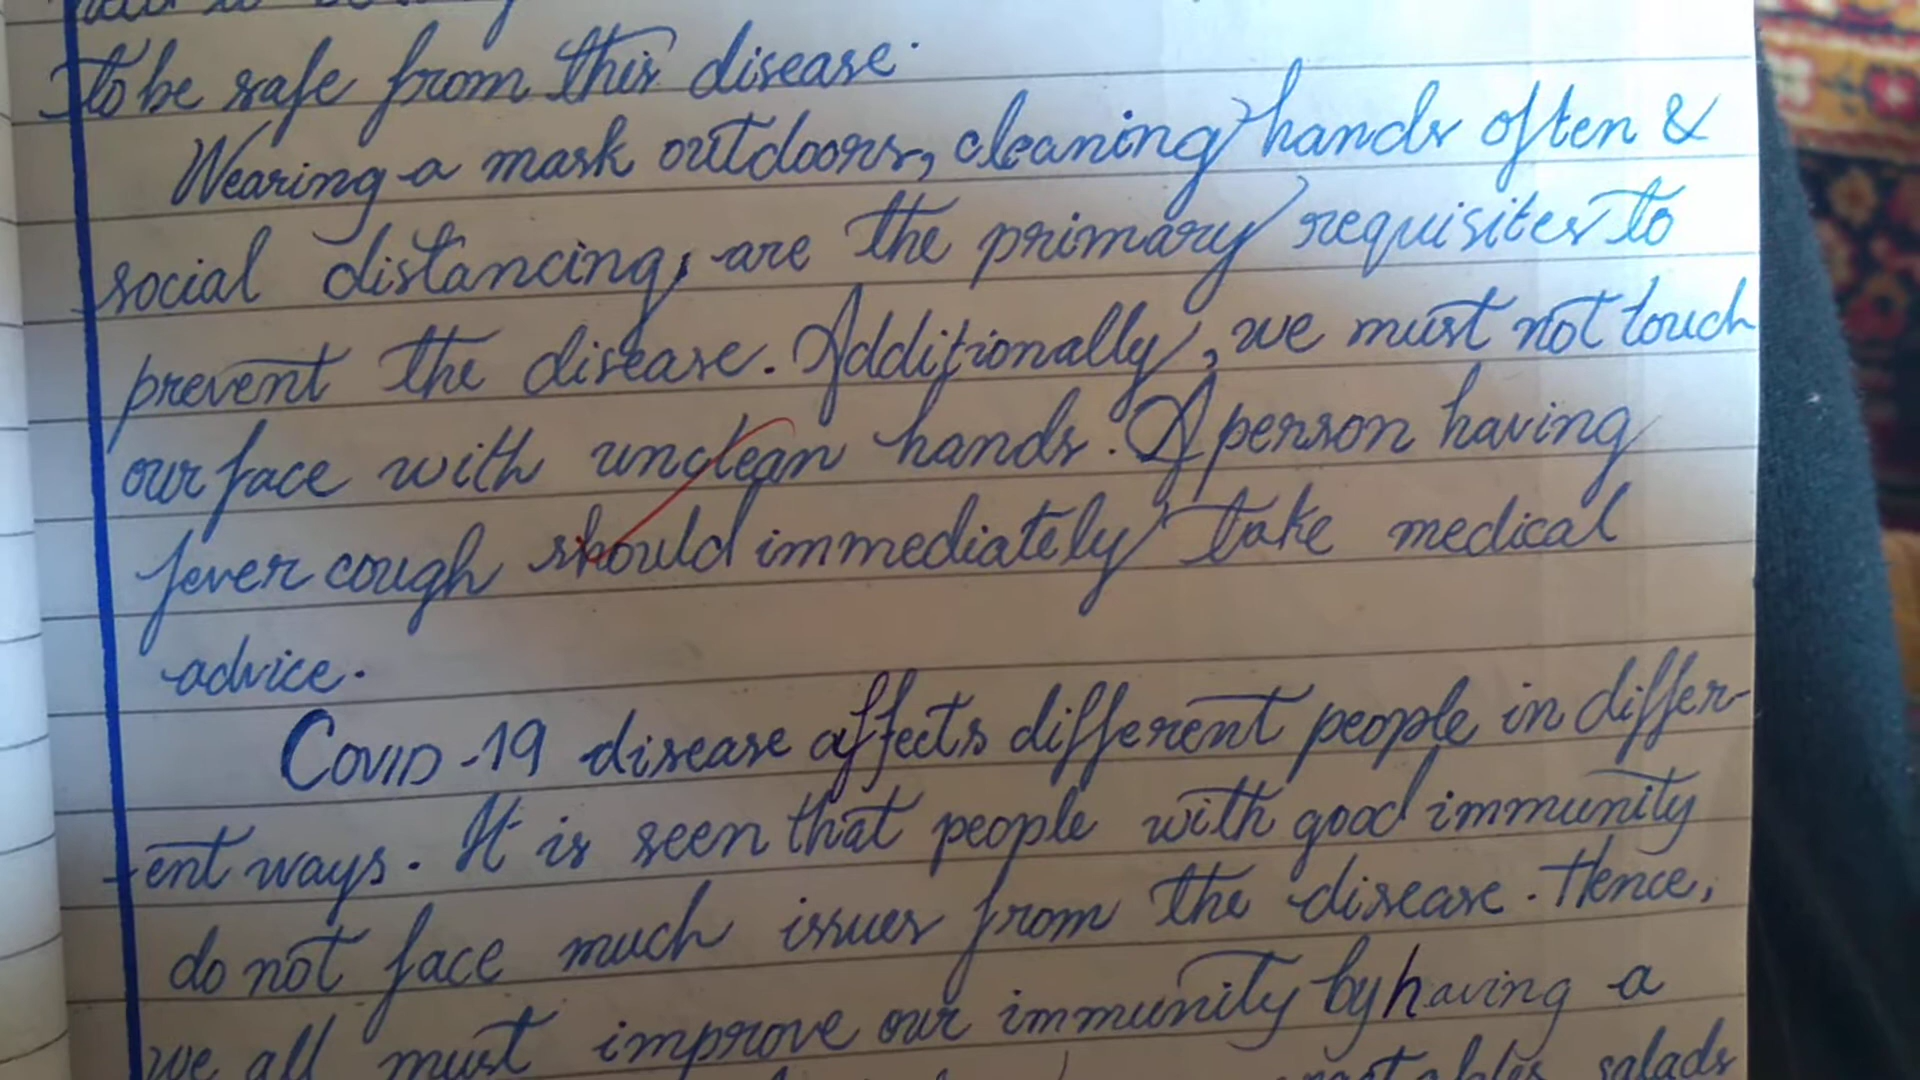 to be safe from this disease.
Wearing a mask outdoors, cleaning hands often &
social distancing, are the primary requisites to
prevent the disease. Additionally, we must not touch
our face with unclean hands. A person having
fever cough should immediately take medical
advice.
COVID-19 disease affects different people in differ-
-ent ways. It is seen that people with good immunity
do not face much issues from the disease. Hence,
we all must improve our immunity by having a
vegetables salads